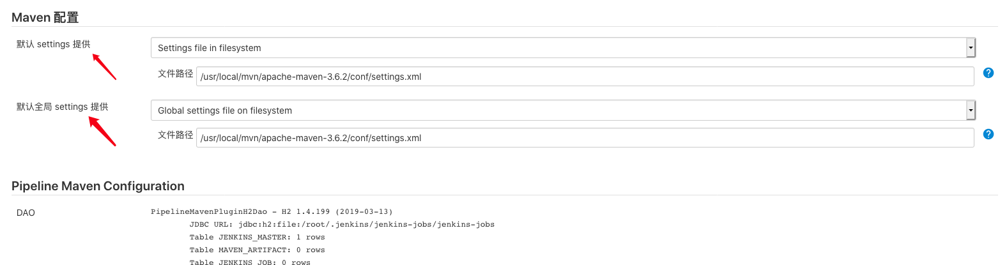 Maven 配置
默认 settings 提供
Settings file in filesystem
文件路径
/usr/local/mvn/apache-maven-3.6.2/conf/settings.xml
默认全局 settings 提供
Global settings file on filesystem
文件路径
/usr/local/mvn/apache-maven-3.6.2/conf/settings.xml
Pipeline Maven Configuration
DAO
PipelineMavenPluginH2Dao - H2 1.4.199 (2019-03-13)
JDBC URL: jdbc:h2:file:/root/.jenkins/jenkins-jobs/jenkins-jobs
Table JENKINS_MASTER: 1 rows
Table MAVEN_ARTIFACT: 0 rows
Table JENKINS_JOB: 0 rows